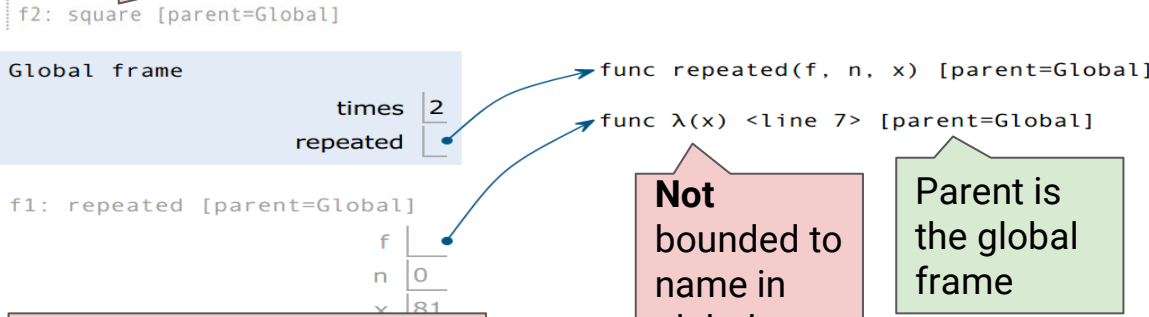 f2: square [parent=Global]
Global frame
times 2
repeated
func repeated(f, n, x) [parent=Global]
func λ(x) <line 7> [parent=Global]
f1: repeated [parent=Global]
f
n 0
x 81
Not
bounded to
name in
Parent is
the global
frame